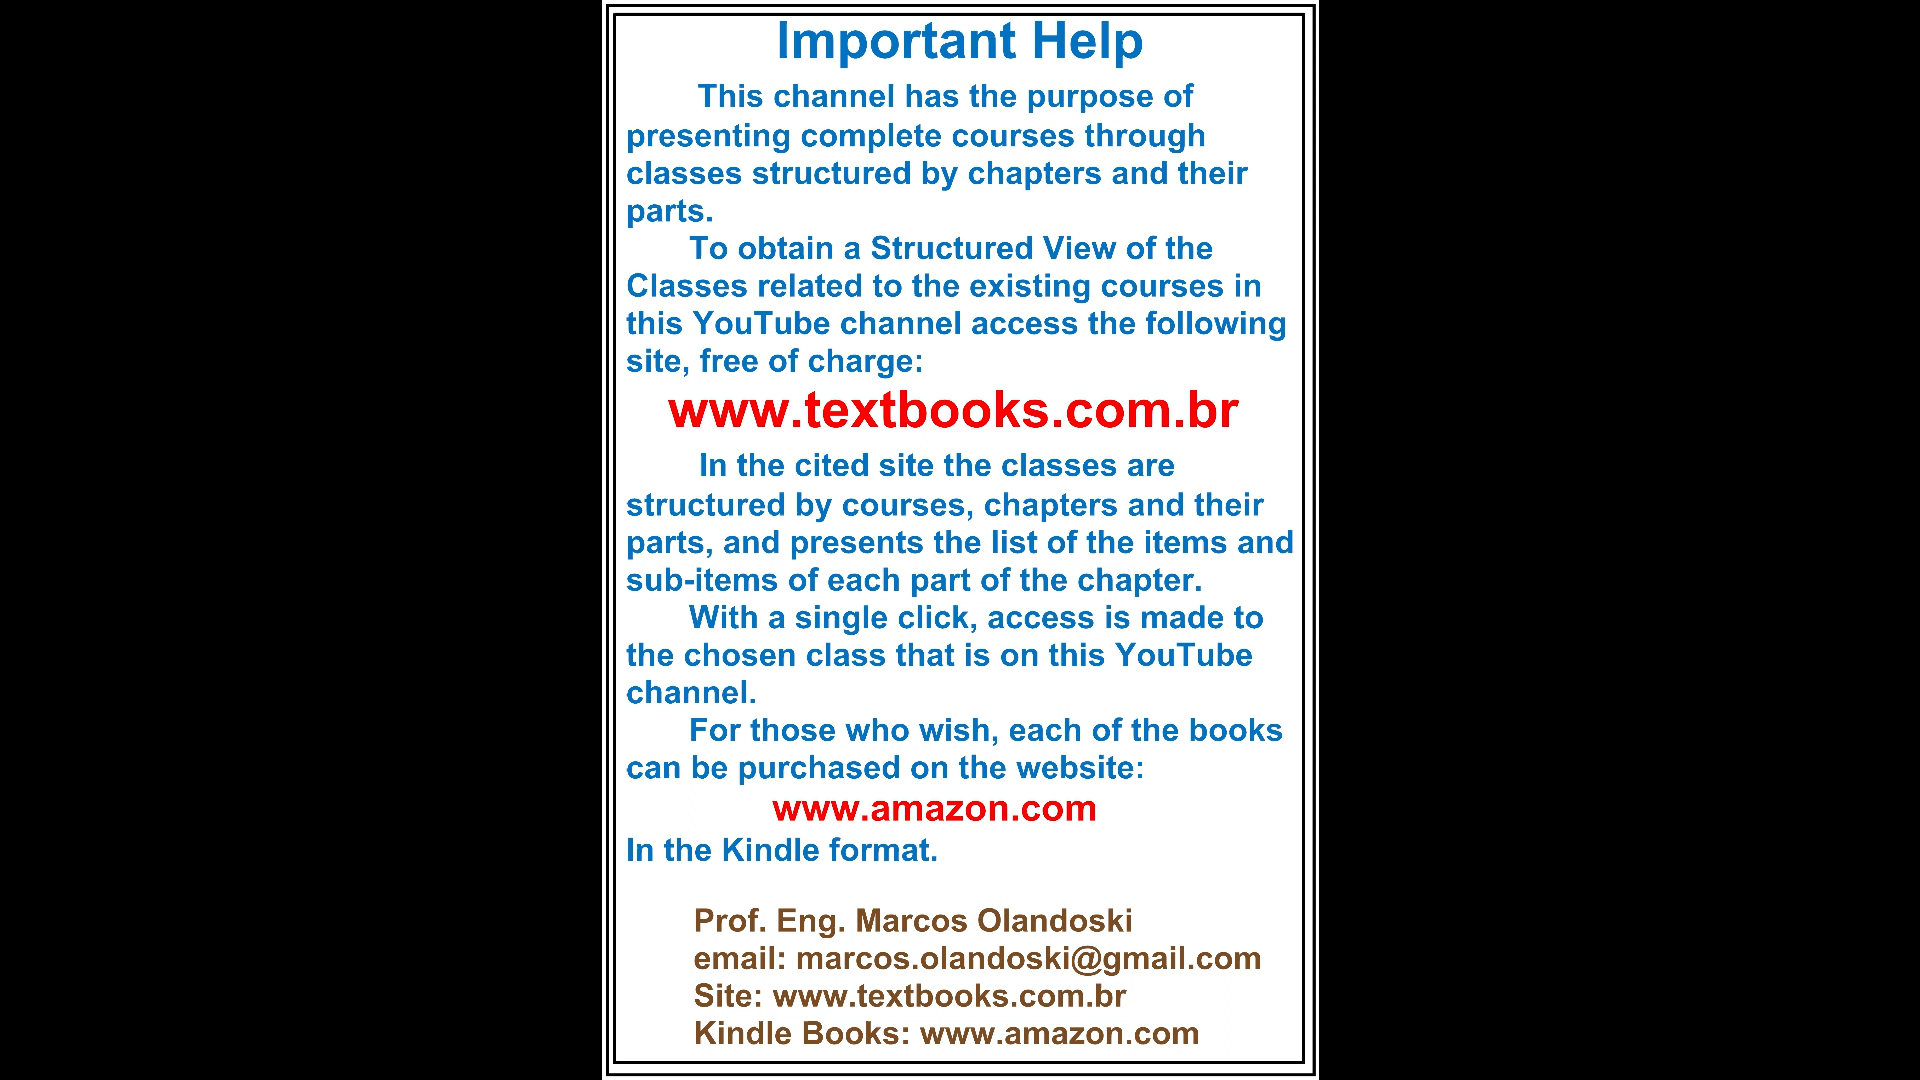 Important Help
This channel has the purpose of
presenting complete courses through
classes structured by chapters and their
parts.
To obtain a Structured View of the
Classes related to the existing courses in
this YouTube channel access the following
site, free of charge:
www.textbooks.com.br
In the cited site the classes are
structured by courses, chapters and their
parts, and presents the list of the items and
sub-items of each part of the chapter.
With a single click, access is made to
the chosen class that is on this YouTube
channel.
For those who wish, each of the books
can be purchased on the website:
www.amazon.com
In the Kindle format.
Prof. Eng. Marcos Olandoski
email: marcos.olandoski@gmail.com
Site: www.textbooks.com.br
Kindle Books: www.amazon.com